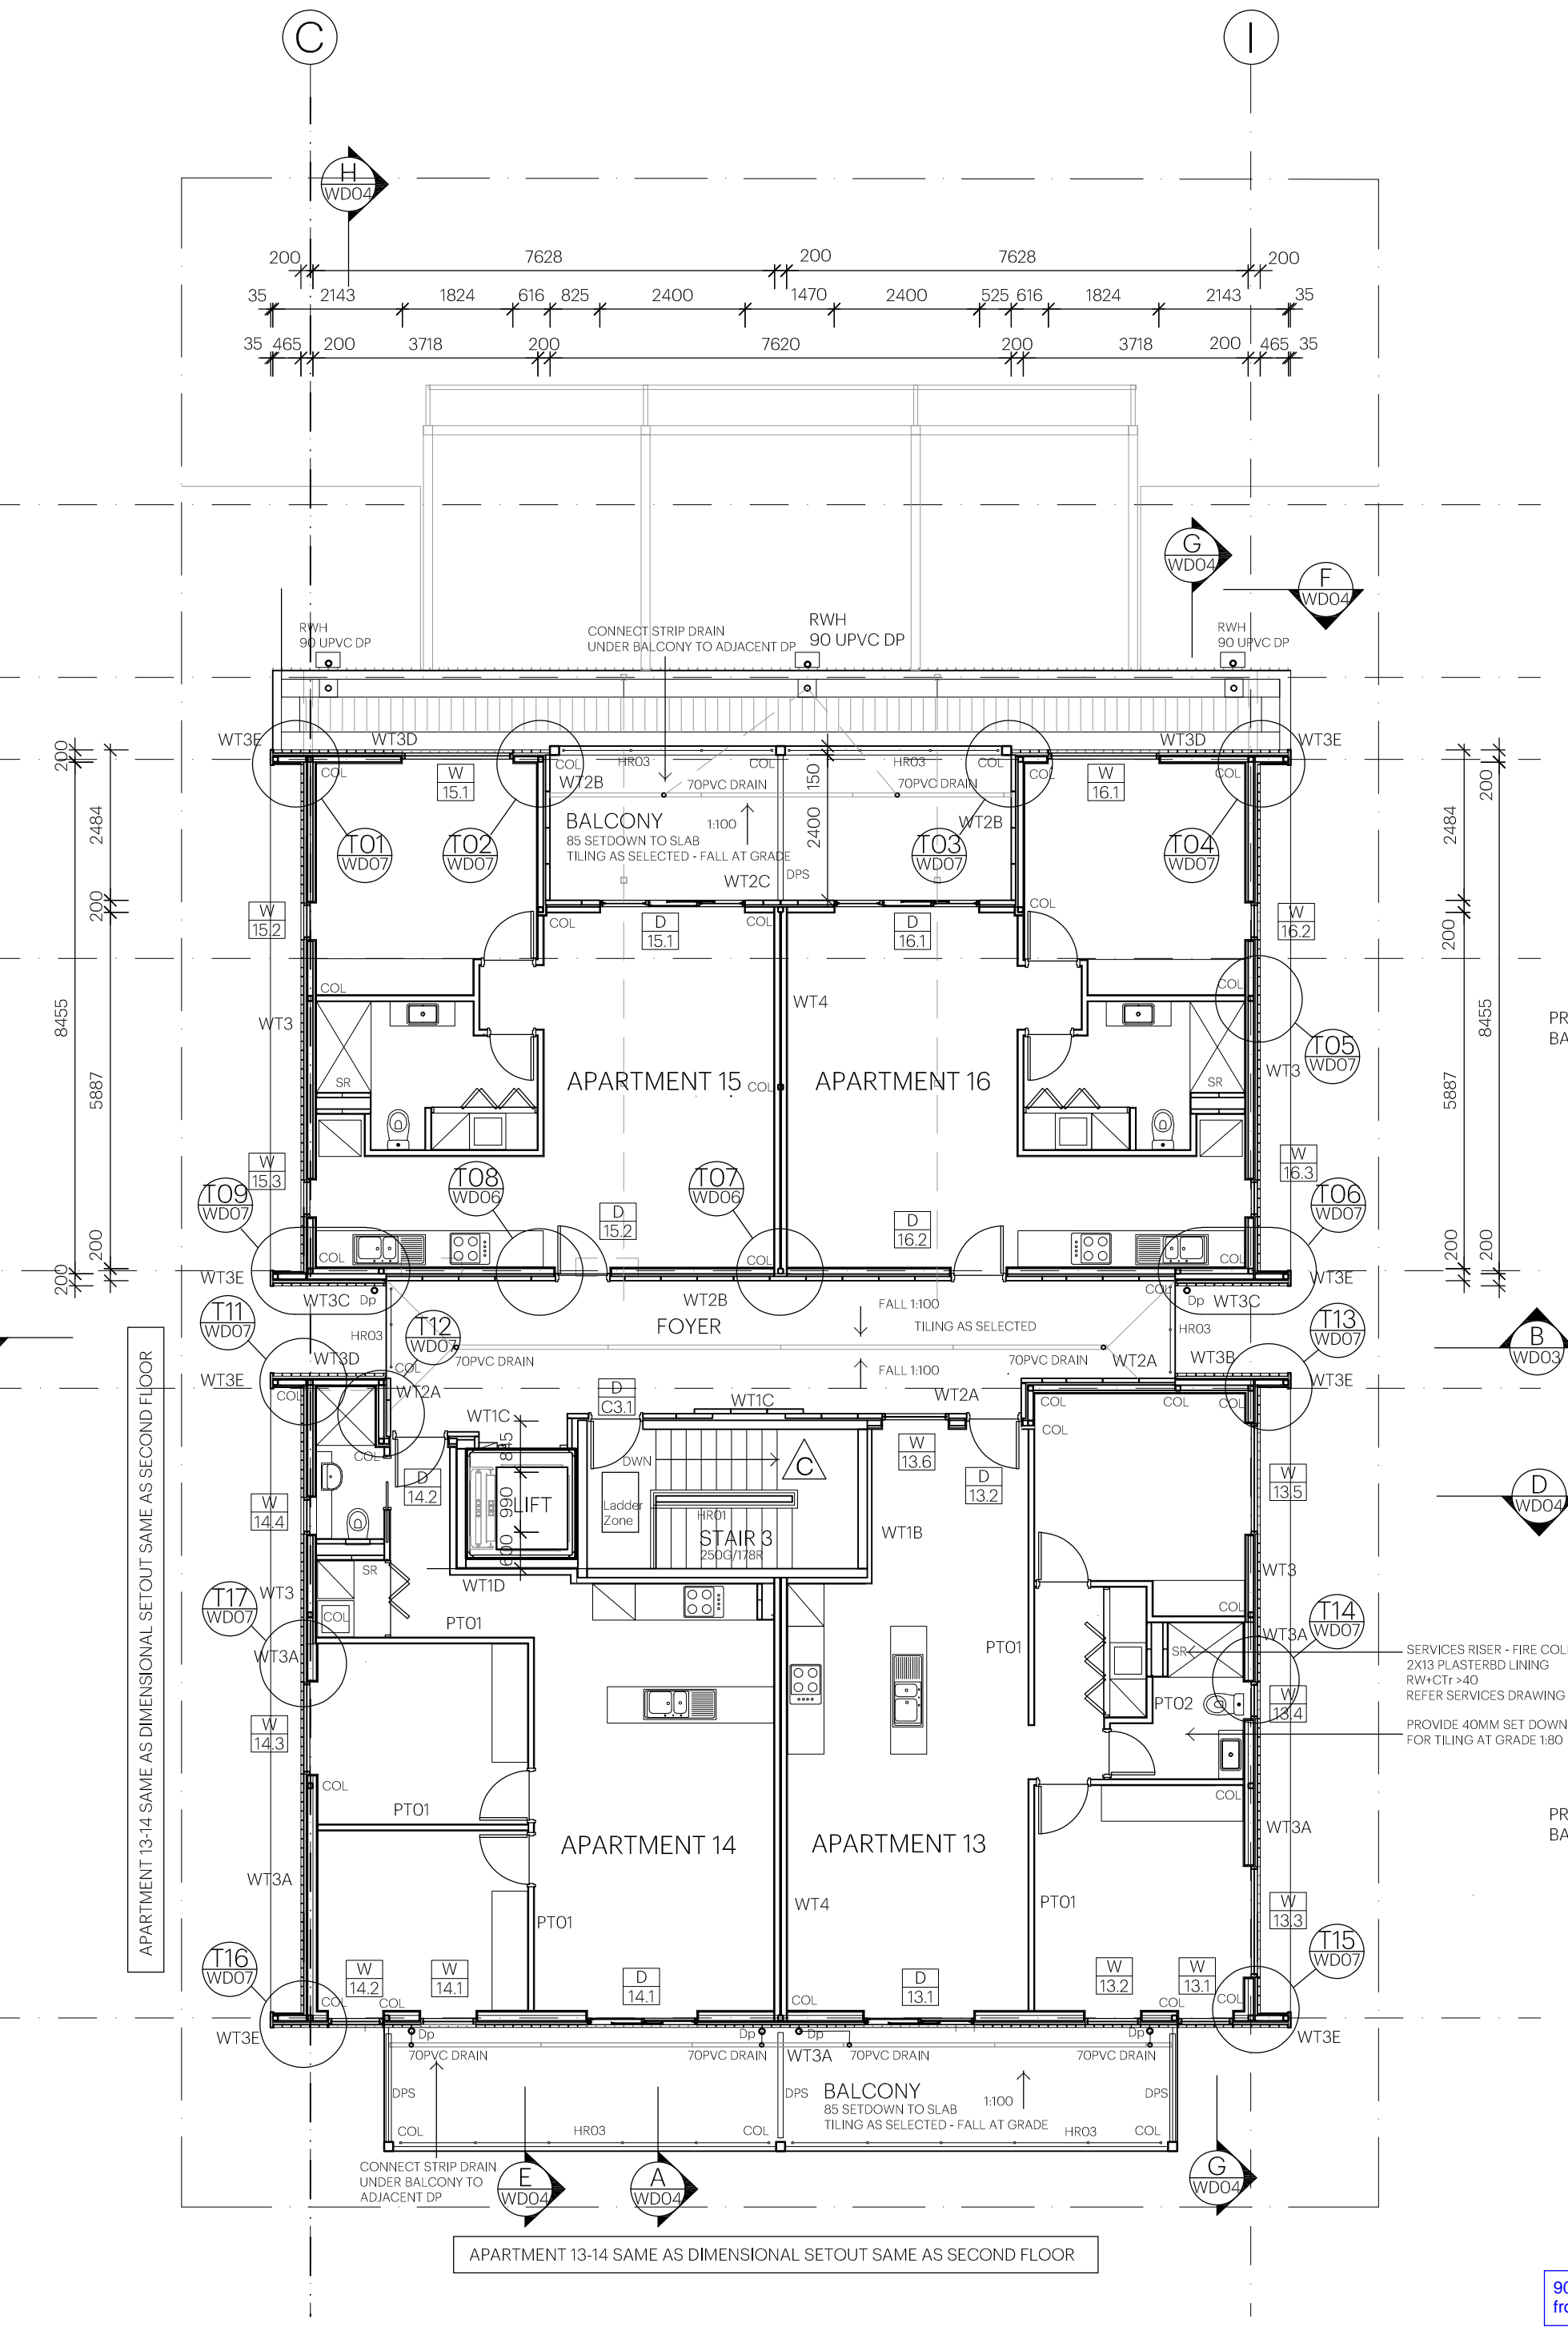 C
I
H
WD04
200
7628
200
7628
200
35
2143
1824
616
825
2400
1470
2400
525
616
1824
2143
35
35
465
200
3718
200
7620
200
3718
200
465
35
G
WD04
F
WD04
RWH
90 UPVC DP
CONNECT STRIP DRAIN
UNDER BALCONY TO ADJACENT DP
RWH
90 UPVC DP
RWH
90 UPVC DP
WT3E
WT3D
WT3D
WT3E
200
COL
W
15.1
COL
WT2B
HR03
COL
COL
COL
W
16.1
COL
200
150
70PVC DRAIN
70PVC DRAIN
2484
BALCONY
85 SETDOWN TO SLAB
TILING AS SELECTED - FALL AT GRADE
1:100
2400
WT2B
2484
T01
WD07
T02
WD07
T03
WD07
T04
WD07
WT2C
DPS
200
W
15.2
COL
D
15.1
COL
D
16.1
COL
W
16.2
200
COL
COL
8455
WT3
WT4
8455
PR
BA
T05
WD07
WT3
SR
APARTMENT 15
COL
APARTMENT 16
SR
5887
5887
W
15.3
W
16.3
T09
WD07
T08
WD06
T07
WD06
T06
WD07
D
15.2
D
16.2
200
COL
COL
COL
200
200
200
WT3E
WT3C
Dp
WT2B
COL
Dp
WT3C
WT3E
T11
WD07
T12
WD07
HR03
FOYER
FALL 1:100
TILING AS SELECTED
HR03
T13
WD07
B
WD03
WT3D
COL
70PVC DRAIN
FALL 1:100
70PVC DRAIN
WT2A
WT3B
WT3E
COL
WT2A
D
C3.1
WT1C
WT2A
COL
COL
COL
WT3E
WT1C
845
COL
COL
DWN
C
W
13.6
D
14.2
D
13.2
W
13.5
D
WD04
W
14.4
LIFT
990
Ladder
Zone
HR01
STAIR 3
250G/178R
WT1B
600
SR
WT1D
WT3
WT3
T17
WD07
COL
PT01
COL
T14
WD07
WT3A
PT01
WT3A
SR
SERVICES RISER - FIRE COL
2X13 PLASTERBD LINING
RW+CTr >40
REFER SERVICES DRAWING
PT02
W
13.4
W
14.3
PROVIDE 40MM SET DOWN
FOR TILING AT GRADE 1:80
COL
COL
PT01
APARTMENT 14
APARTMENT 13
WT3A
PR
BA
WT3A
WT4
PT01
PT01
W
13.3
T16
WD07
T15
WD07
W
14.2
W
14.1
D
14.1
D
13.1
W
13.2
W
13.1
COL
COL
COL
COL
COL
WT3E
Dp
Dp
Dp
Dp
WT3E
70PVC DRAIN
70PVC DRAIN
WT3A
70PVC DRAIN
70PVC DRAIN
DPS
DPS
BALCONY
85 SETDOWN TO SLAB
TILING AS SELECTED - FALL AT GRADE
1:100
DPS
COL
HR03
COL
HR03
COL
CONNECT STRIP DRAIN
UNDER BALCONY TO
ADJACENT DP
E
WD04
A
WD04
G
WD04
APARTMENT 13-14 SAME AS DIMENSIONAL SETOUT SAME AS SECOND FLOOR
APARTMENT 13-14 SAME AS DIMENSIONAL SETOUT SAME AS SECOND FLOOR
90
fro